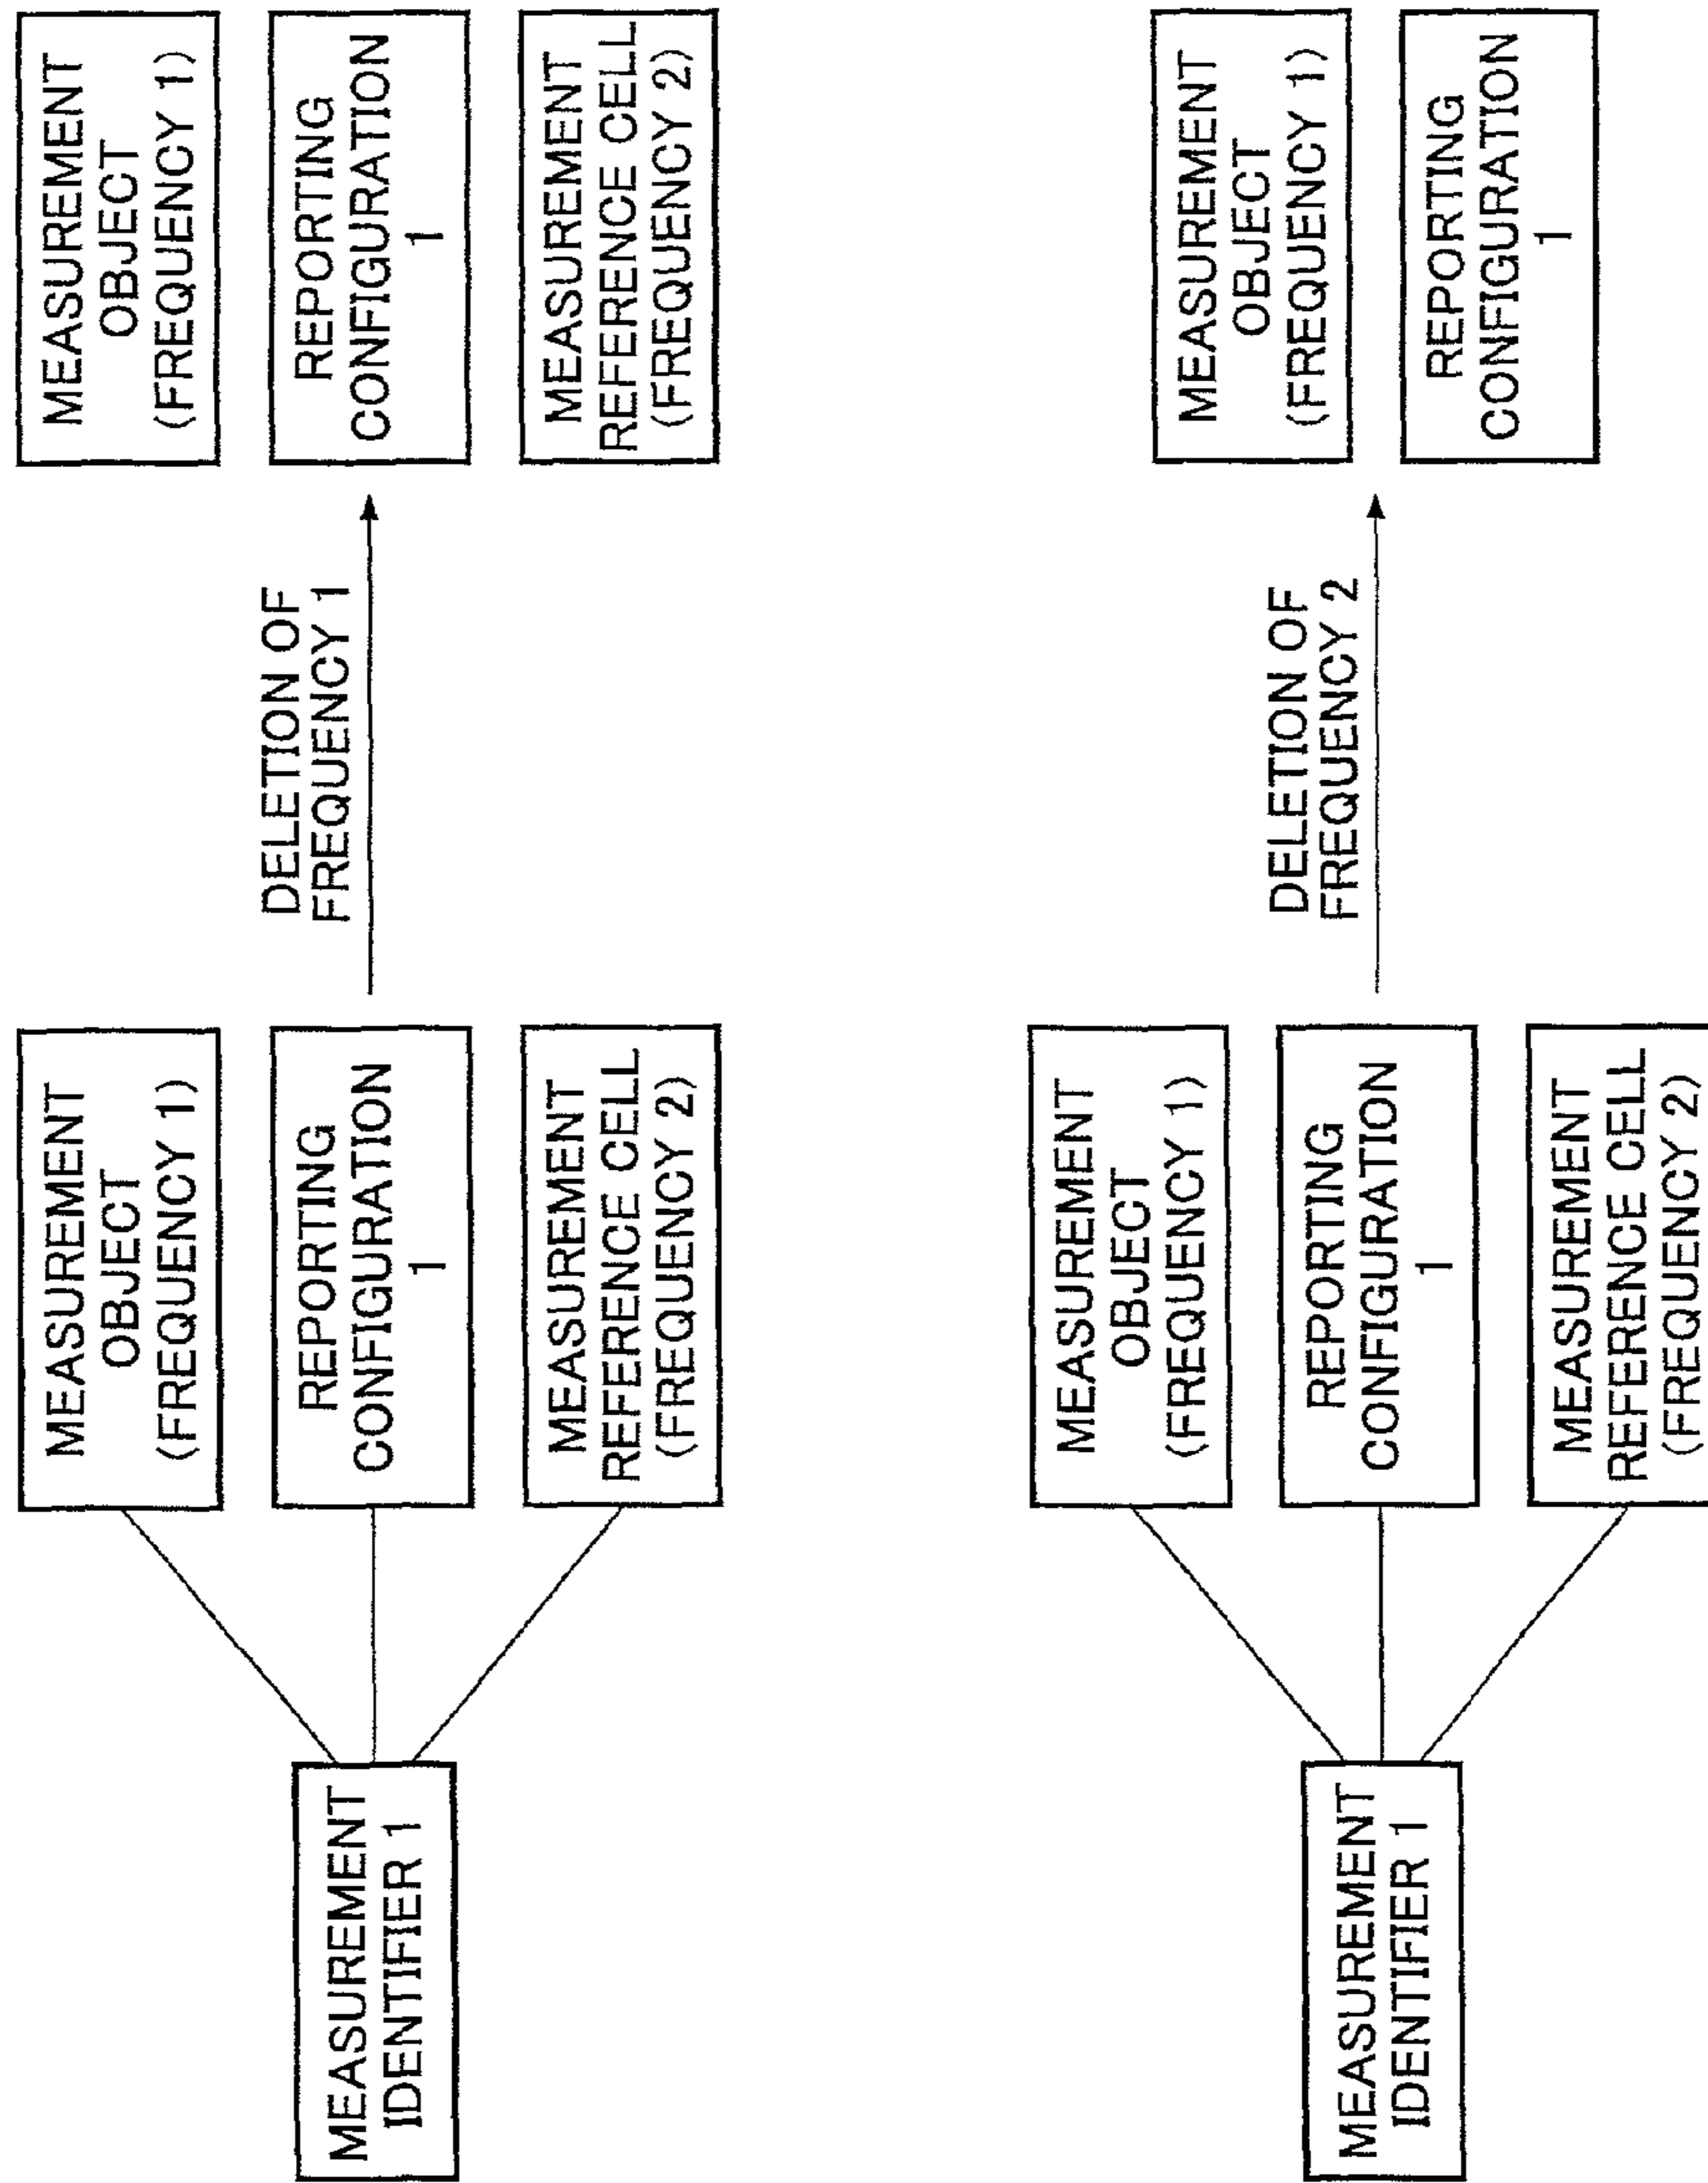 MEASUREMENT
IDENTIFIER 1
MEASUREMENT
OBJECT
(FREQUENCY 1)
REPORTING
CONFIGURATION
1
MEASUREMENT
REFERENCE CELL
(FREQUENCY 2)
DELETION OF
FREQUENCY 1
MEASUREMENT
OBJECT
(FREQUENCY 1)
REPORTING
CONFIGURATION
1
MEASUREMENT
REFERENCE CELL
(FREQUENCY 2)
MEASUREMENT
IDENTIFIER 1
MEASUREMENT
OBJECT
(FREQUENCY 1)
REPORTING
CONFIGURATION
1
MEASUREMENT
REFERENCE CELL
(FREQUENCY 2)
DELETION OF
FREQUENCY 2
MEASUREMENT
OBJECT
(FREQUENCY 1)
REPORTING
CONFIGURATION
1